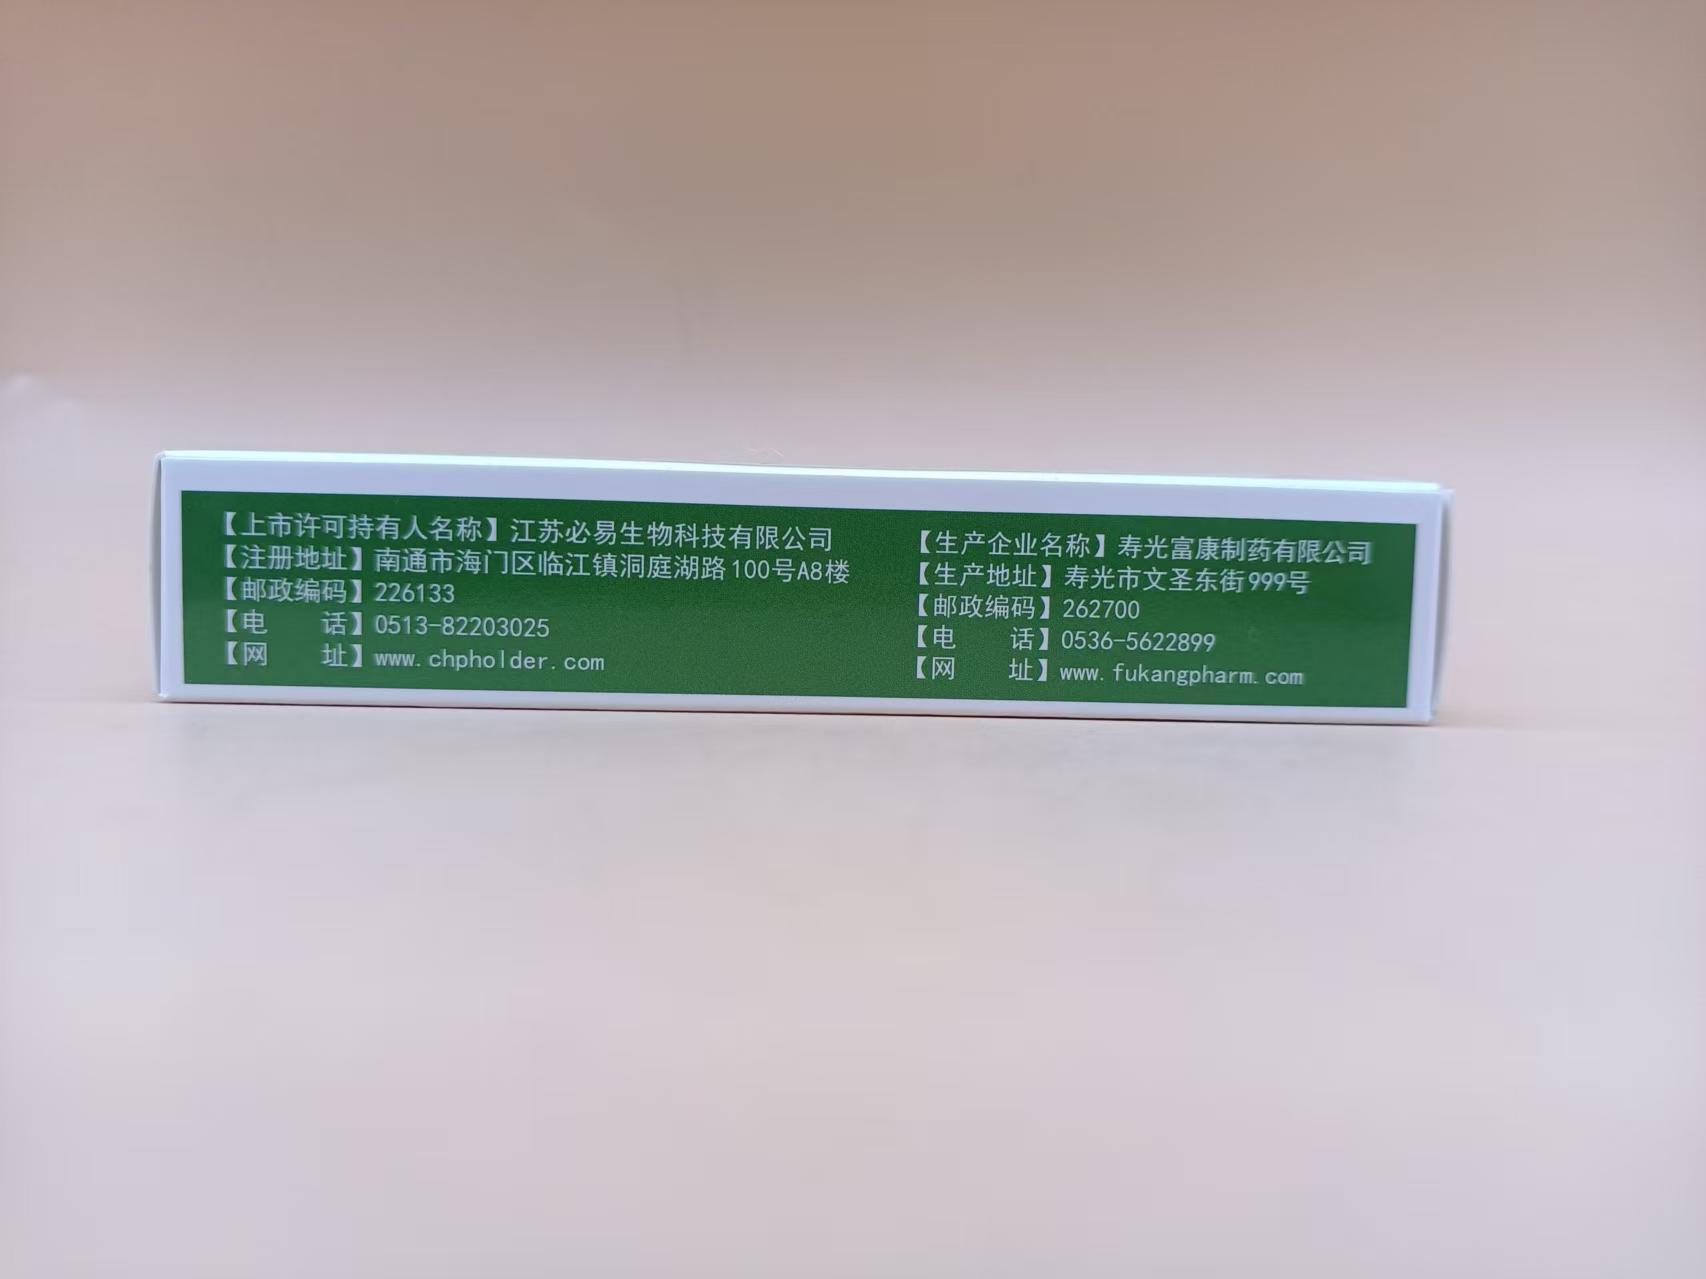 【上市许可持有人名称】江苏必易生物科技有限公司
【注册地址】南通市海门区临江镇洞庭湖路100号A8楼
【邮政编码】226133
【电　　话】0513-82203025
【网　　址】www.chpholder.com
【生产企业名称】寿光富康制药有限公司
【生产地址】寿光市文圣东街999号
【邮政编码】262700
【电　　话】0536-5622899
【网　　址】www.fukangpharm.com